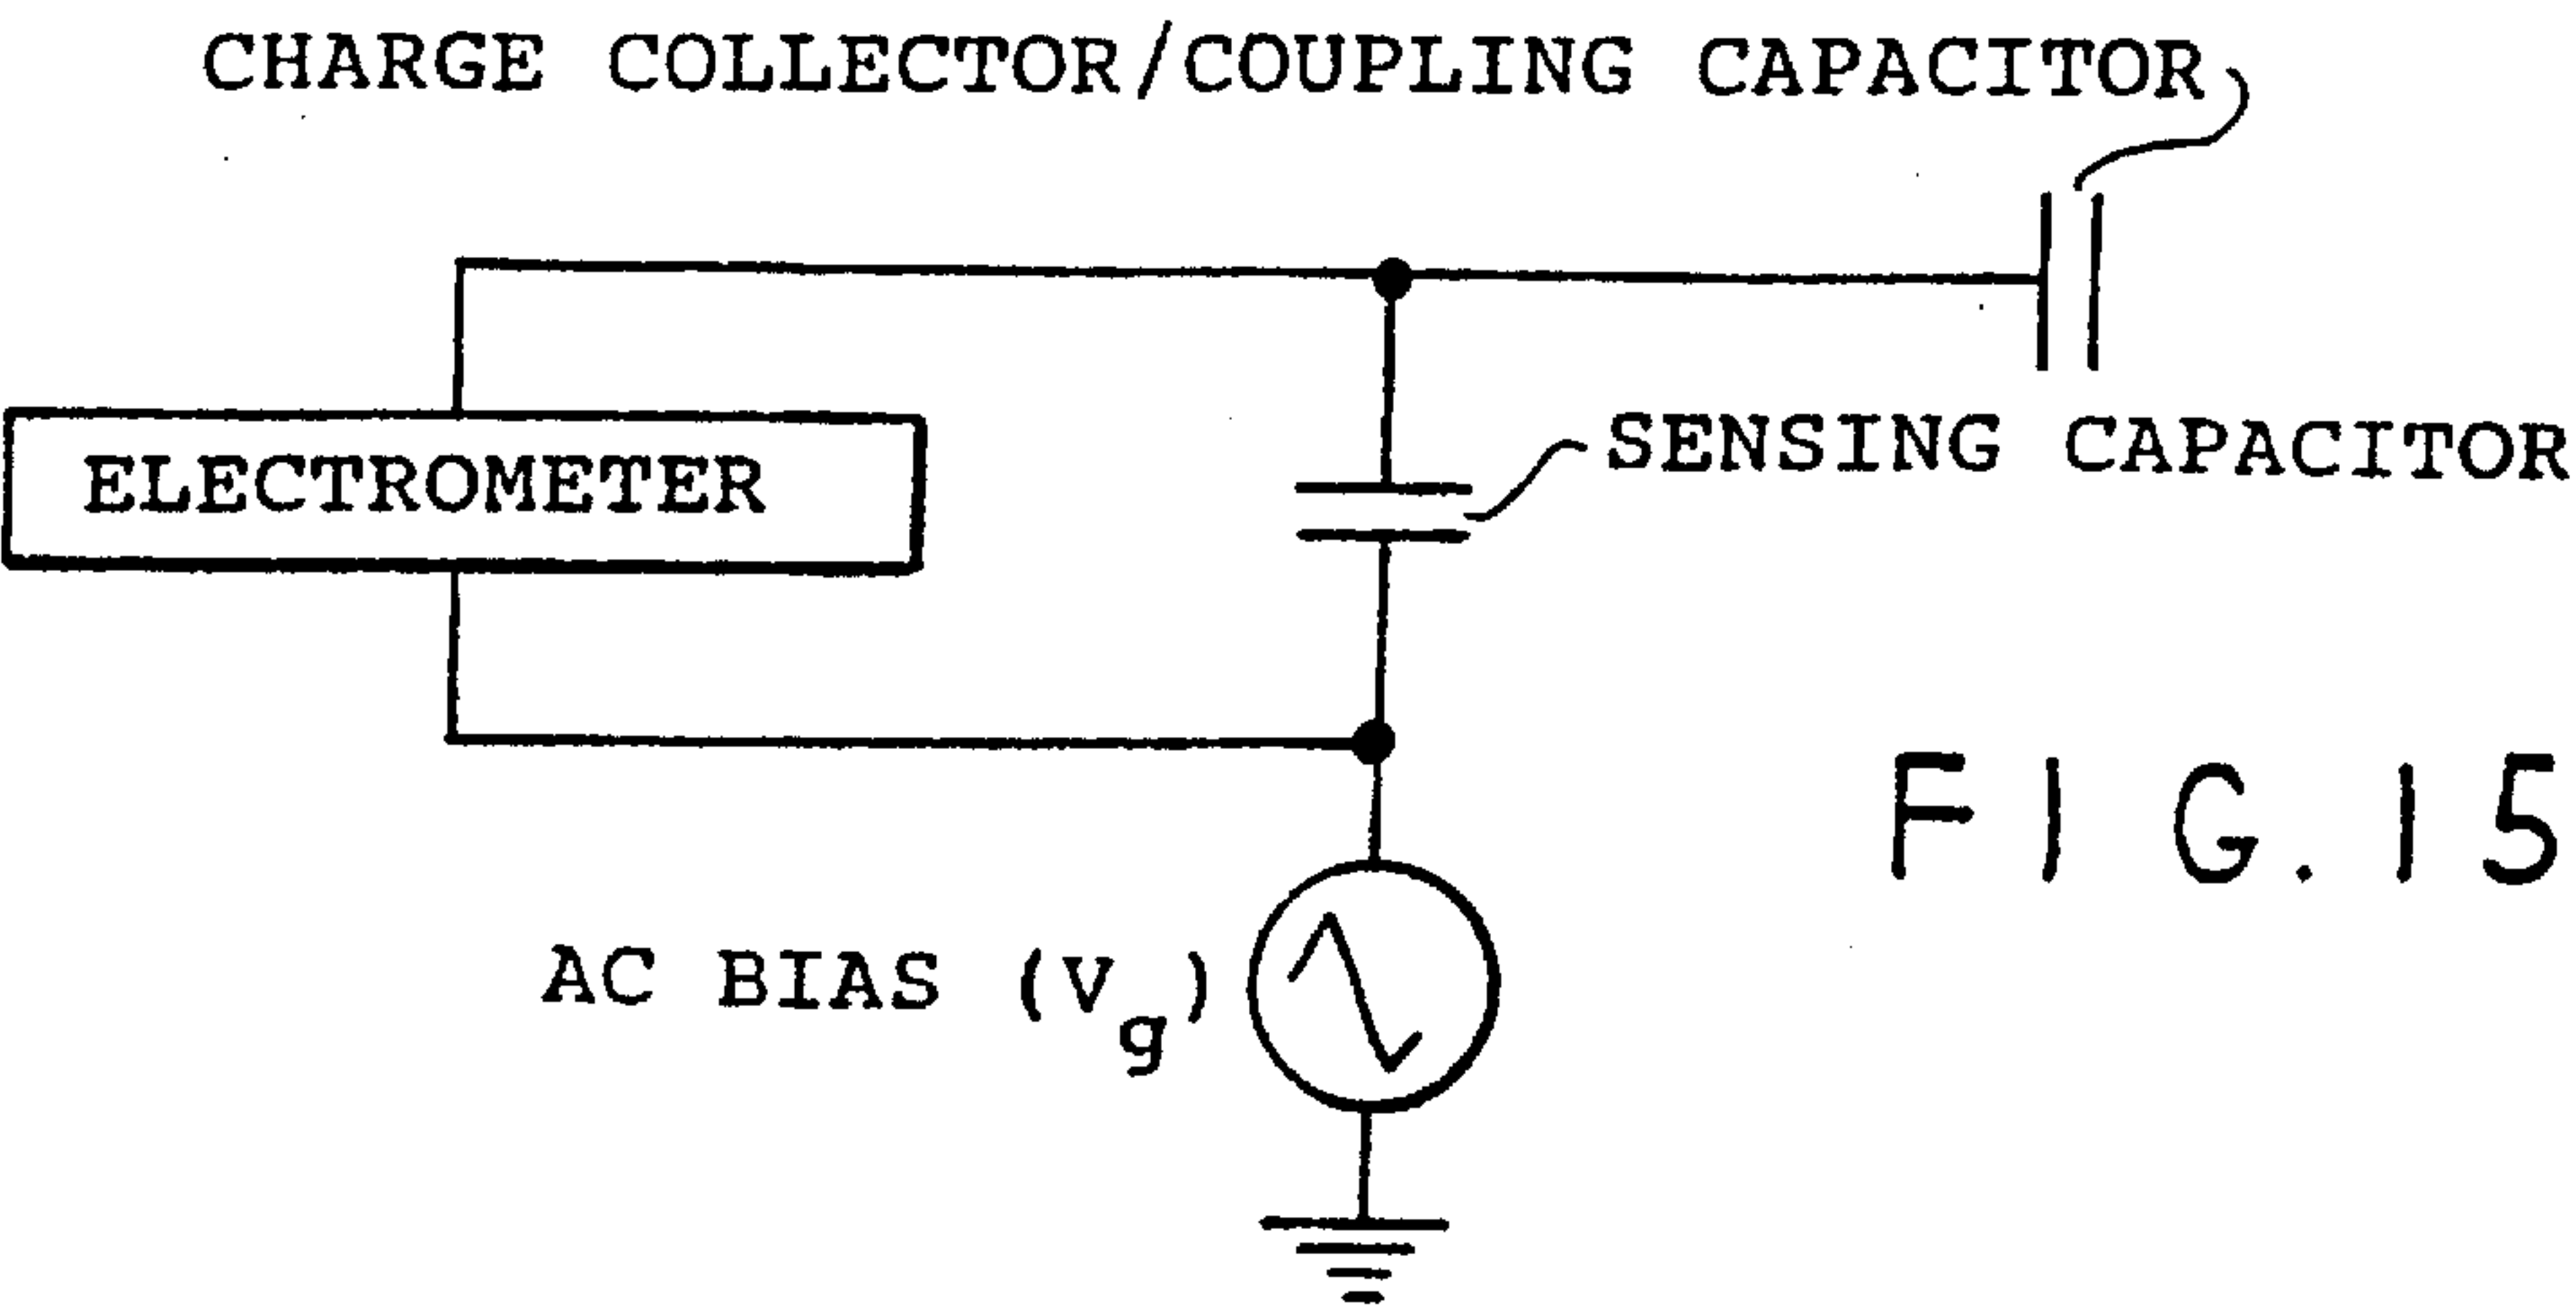 CHARGE COLLECTOR/COUPLING CAPACITOR
SENSING CAPACITOR
ELECTROMETER
FIG.15
AC BIAS (Vg)